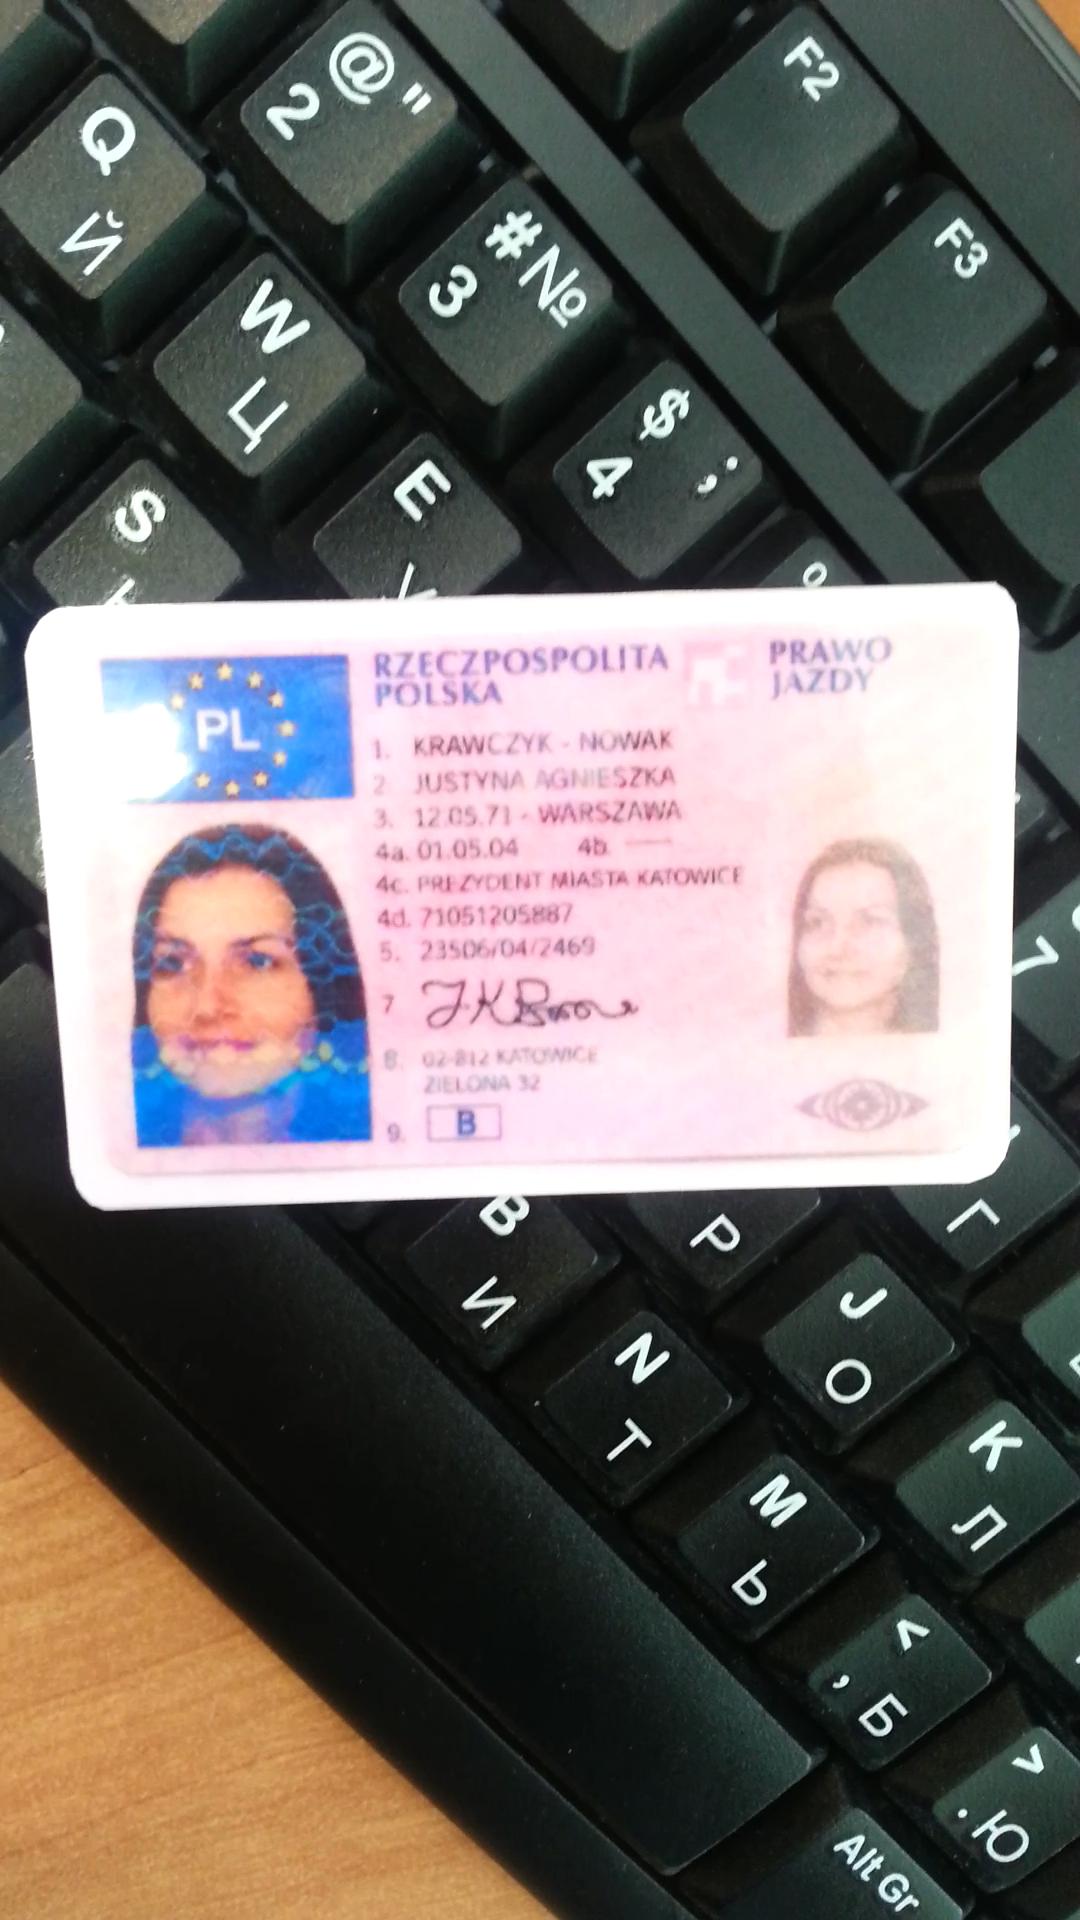 @ "
2
F2
Q
Й
# №
3
F3
W
Ц
$ ;
4
E
S
PL
RZECZPOSPOLITA
POLSKA
PRAWO
JAZDY
1. KRAWCZYK - NOWAK
2. JUSTYNA AGNIESZKA
3. 12.05.71 - WARSZAWA
4a. 01.05.04 4b.
4c. PREZYDENT MIASTA KATOWICE
4d. 71051205887
5. 23506/04/2469
7
8. 02-812 KATOWICE
ZIELONA 32
9. B
7
B
И
Р
Г
J
О
N
Т
K
Л
M
Ь
<
, Б
>
. Ю
Alt Gr